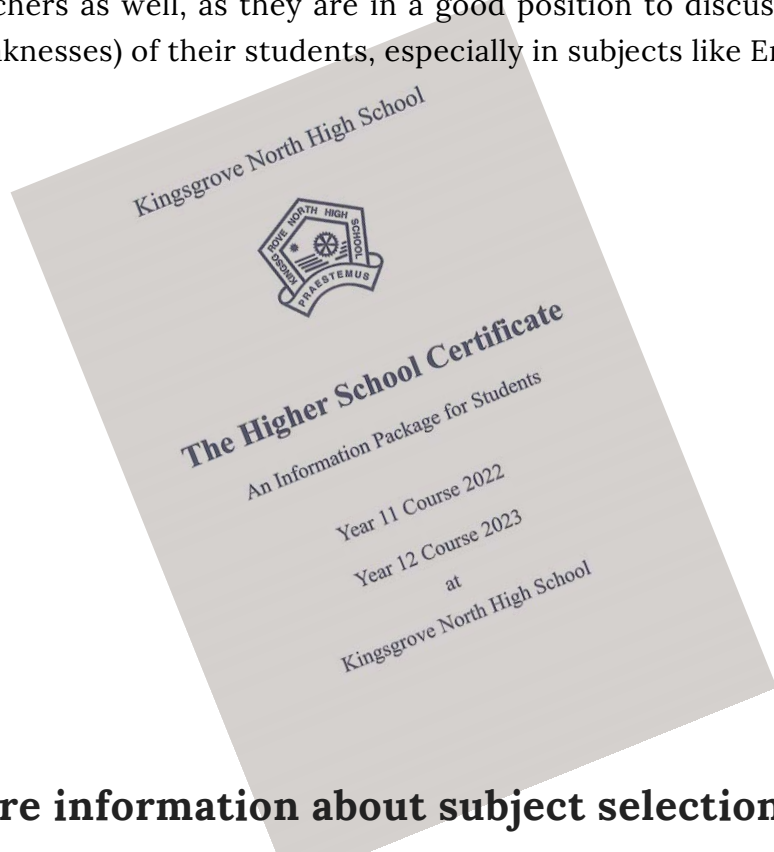 chers as well, as they are in a good position to discus
aknesses) of their students, especially in subjects like E
Kingsgrove North High School
KINGSGROVE NORTH HIGH SCHOOL
PRAESTEMUS
The Higher School Certificate
An Information Package for Students
Year 11 Course 2022
Year 12 Course 2023
at
Kingsgrove North High School
re information about subject selection